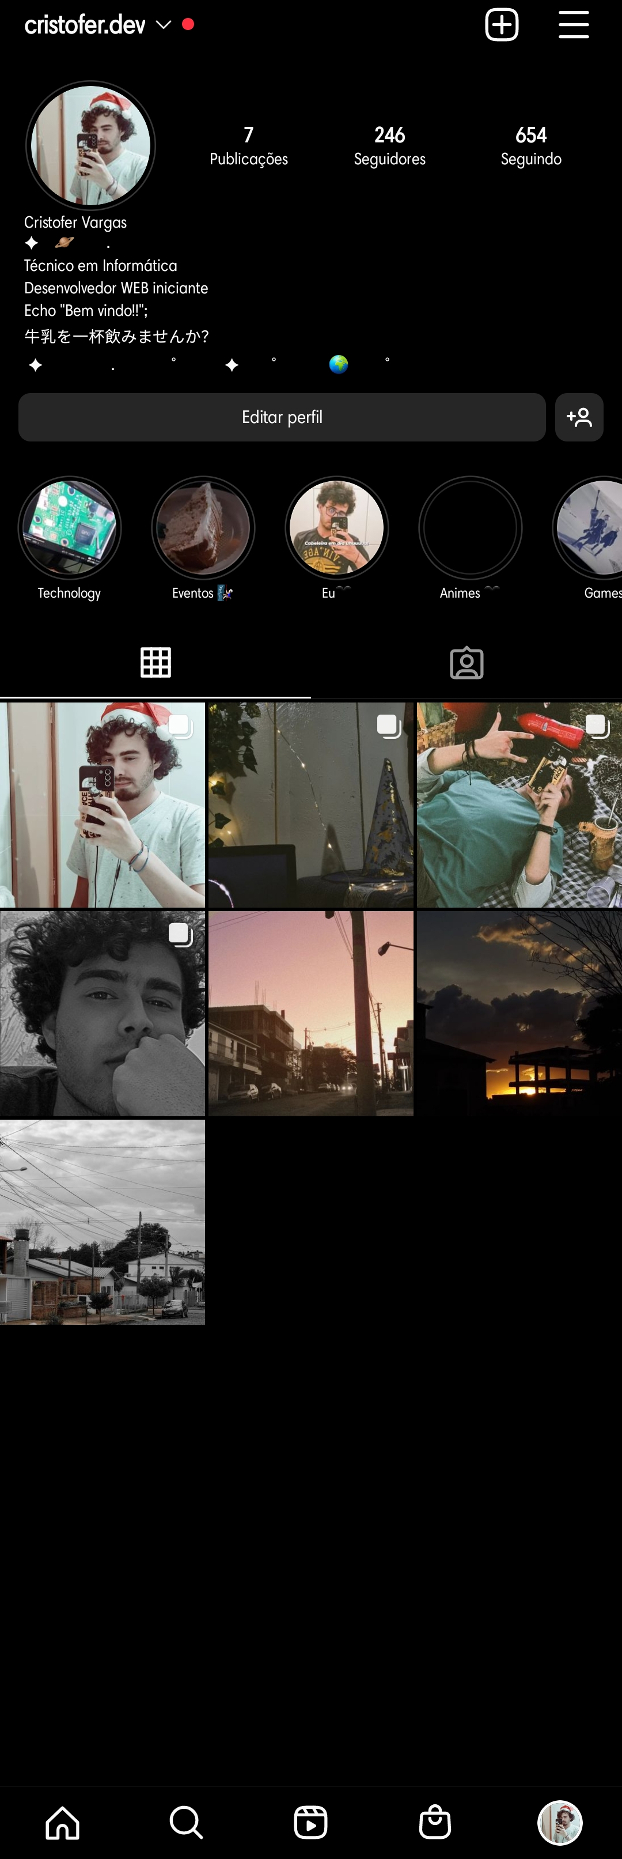 cristofer.dev
7
246
654
Publicações
Seguidores
Seguindo
Cristofer Vargas
Técnico em Informática
Desenvolvedor WEB iniciante
Echo "Bem vindo!!";
牛乳を一杯飲みませんか?
Editar perfil
Technology
Eventos
Eu
Animes
Games